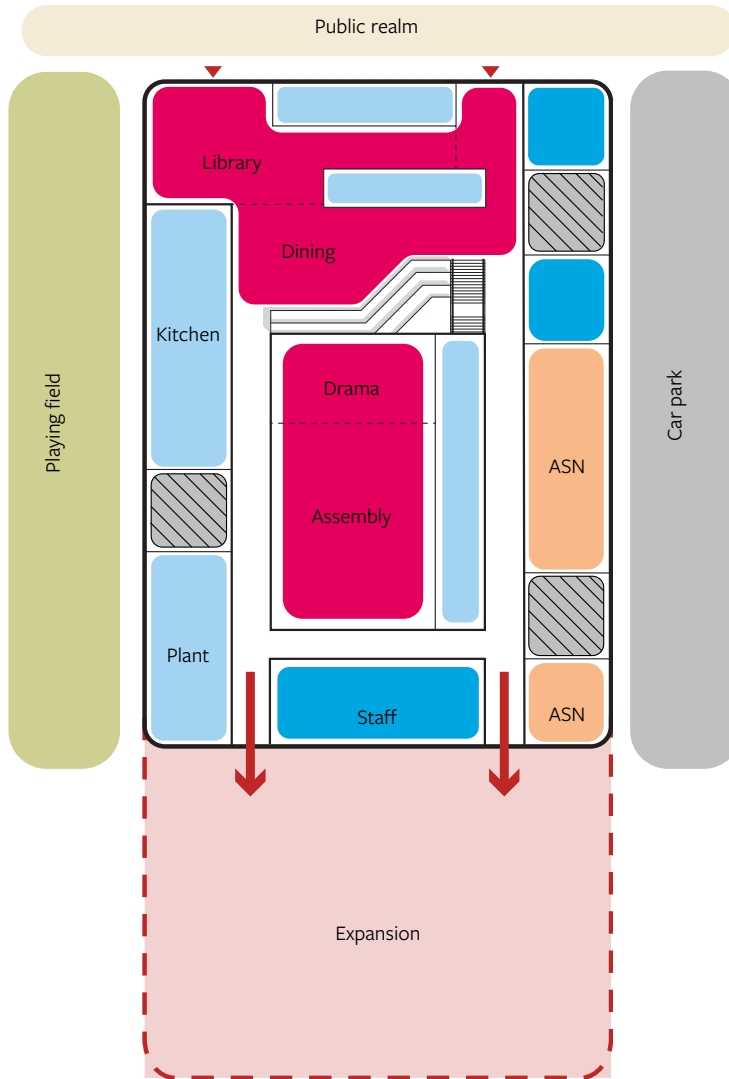 Public realm
Library
Dining
Kitchen
Drama
Playing field
Car park
ASN
Assembly
Plant
Staff
ASN
Expansion